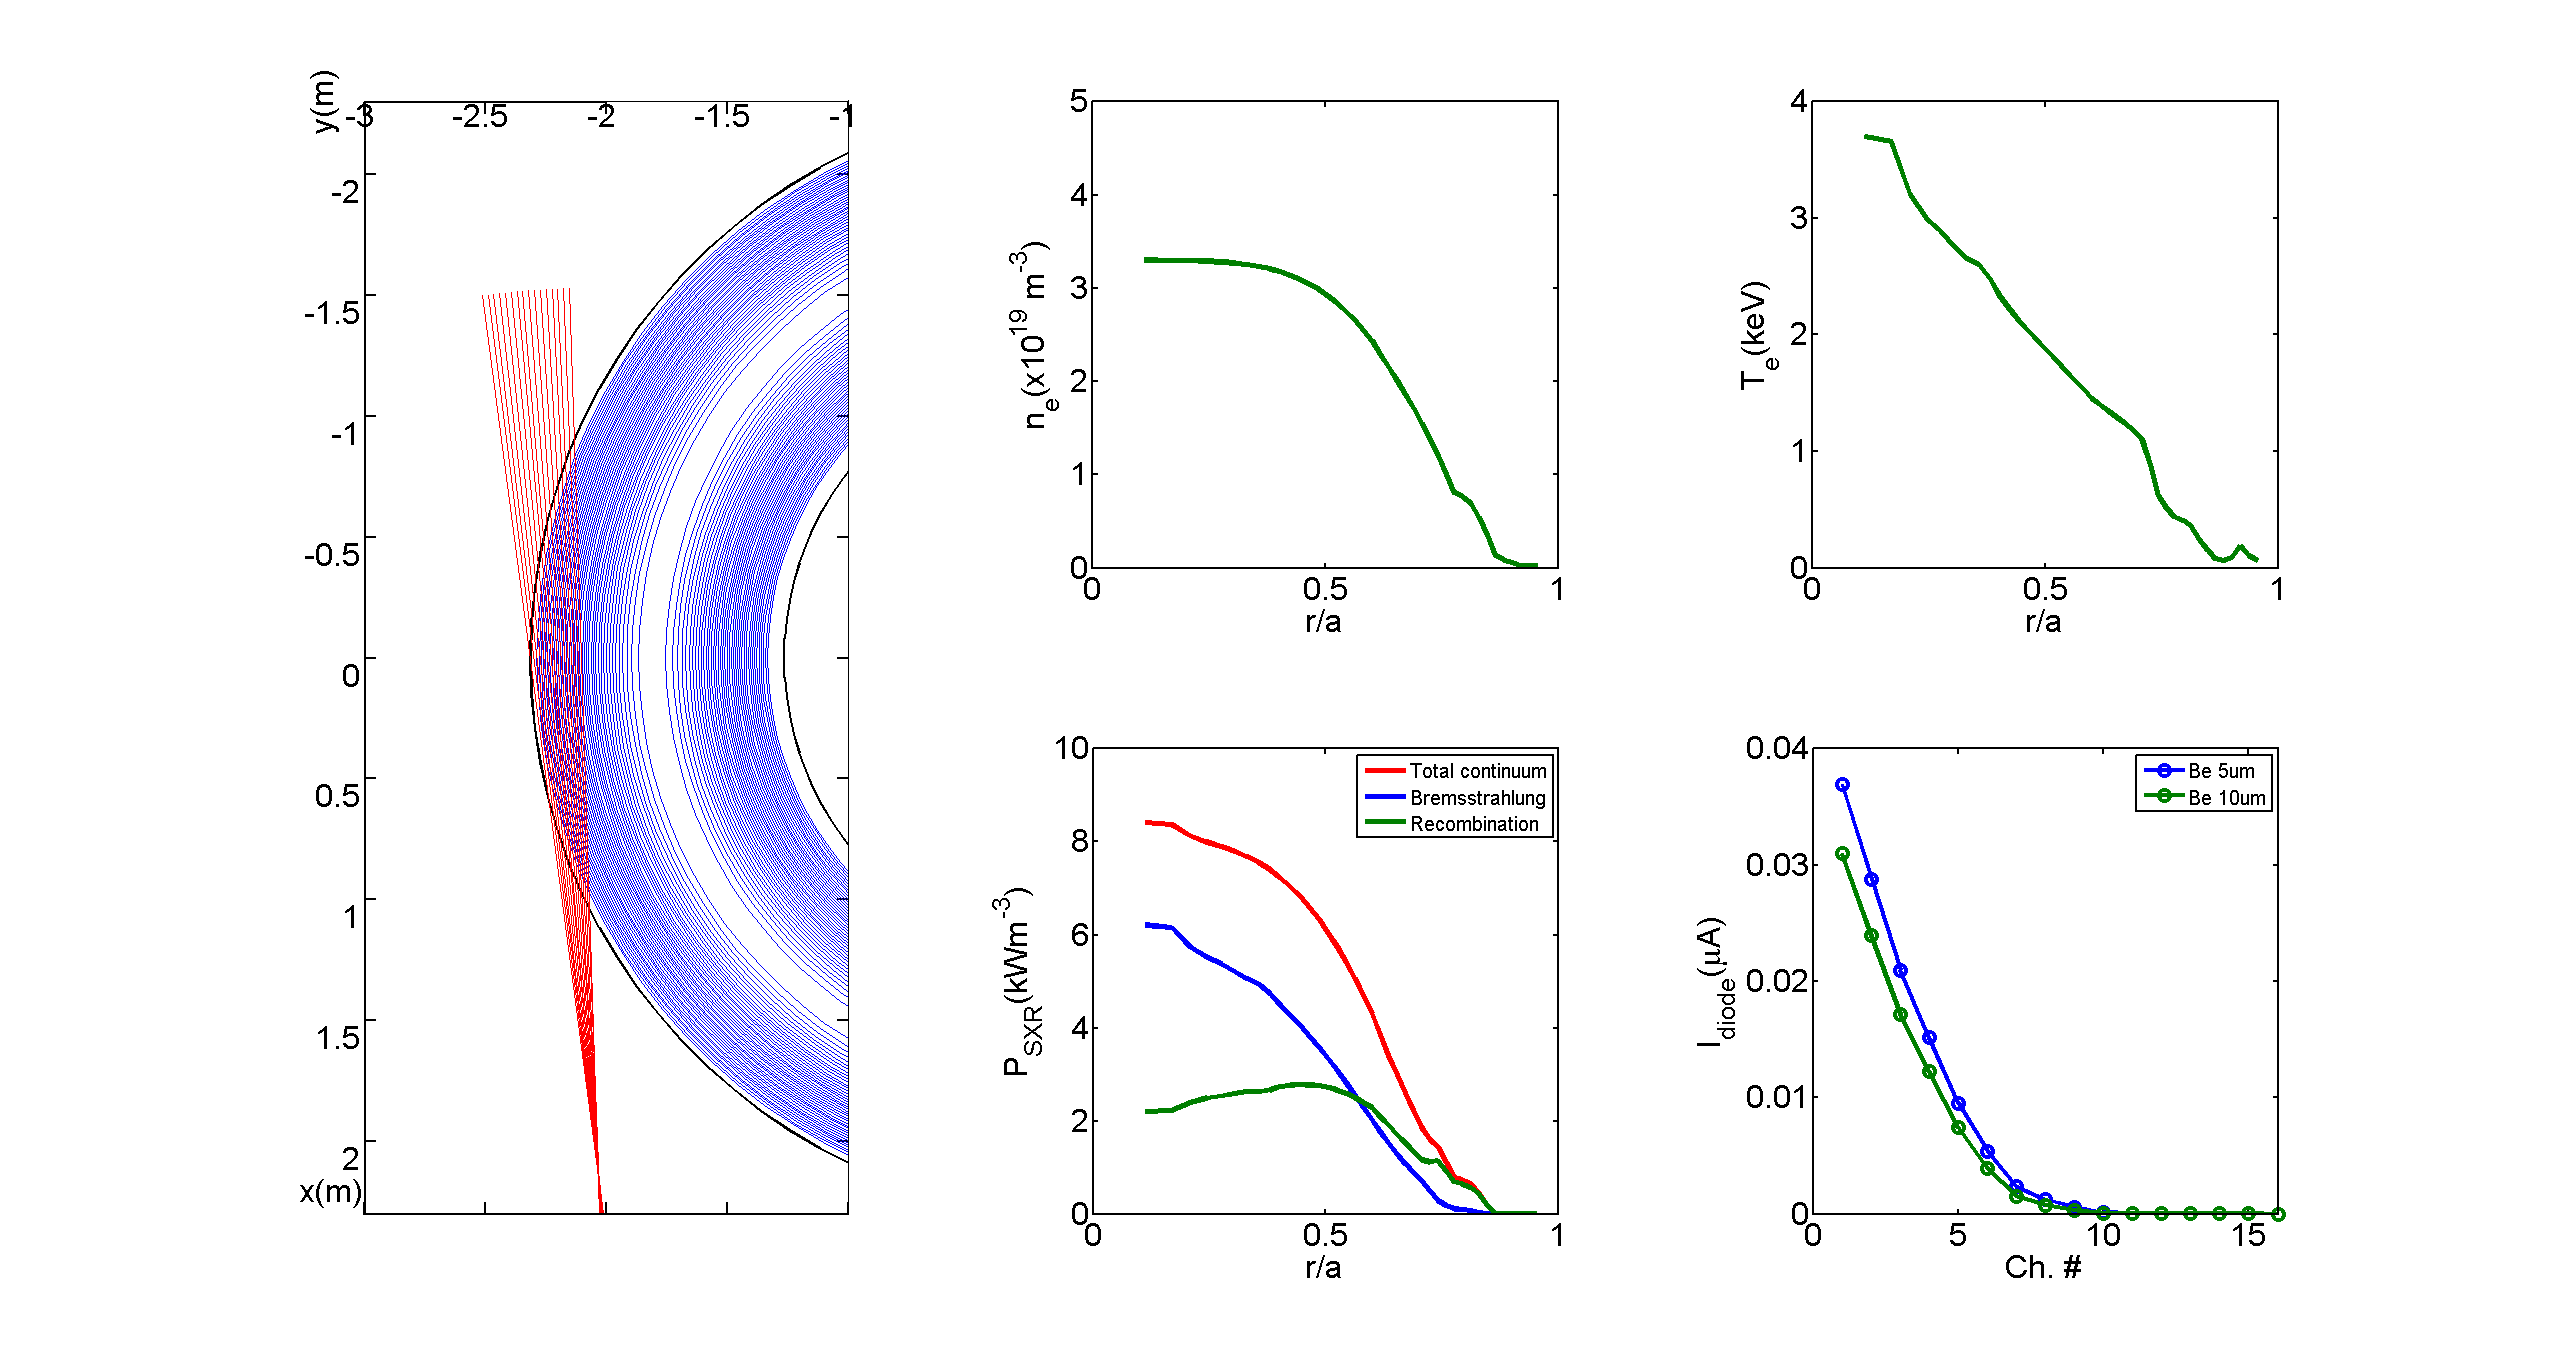 y(m)
-3 -2.5 -2 -1.5 -1
-2
-1.5
-1
-0.5
0
0.5
1
1.5
2
x(m)
5
4
3
2
1
0
n_e(x10^19 m^-3)
0 0.5 1
r/a
4
3
2
1
0
T_e(keV)
0 0.5 1
r/a
10
8
6
4
2
0
P_SXR(kWm^-3)
Total continuum
Bremsstrahlung
Recombination
0 0.5 1
r/a
0.04
0.03
0.02
0.01
0
I_diode(μA)
Be 5um
Be 10um
0 5 10 15
Ch. #